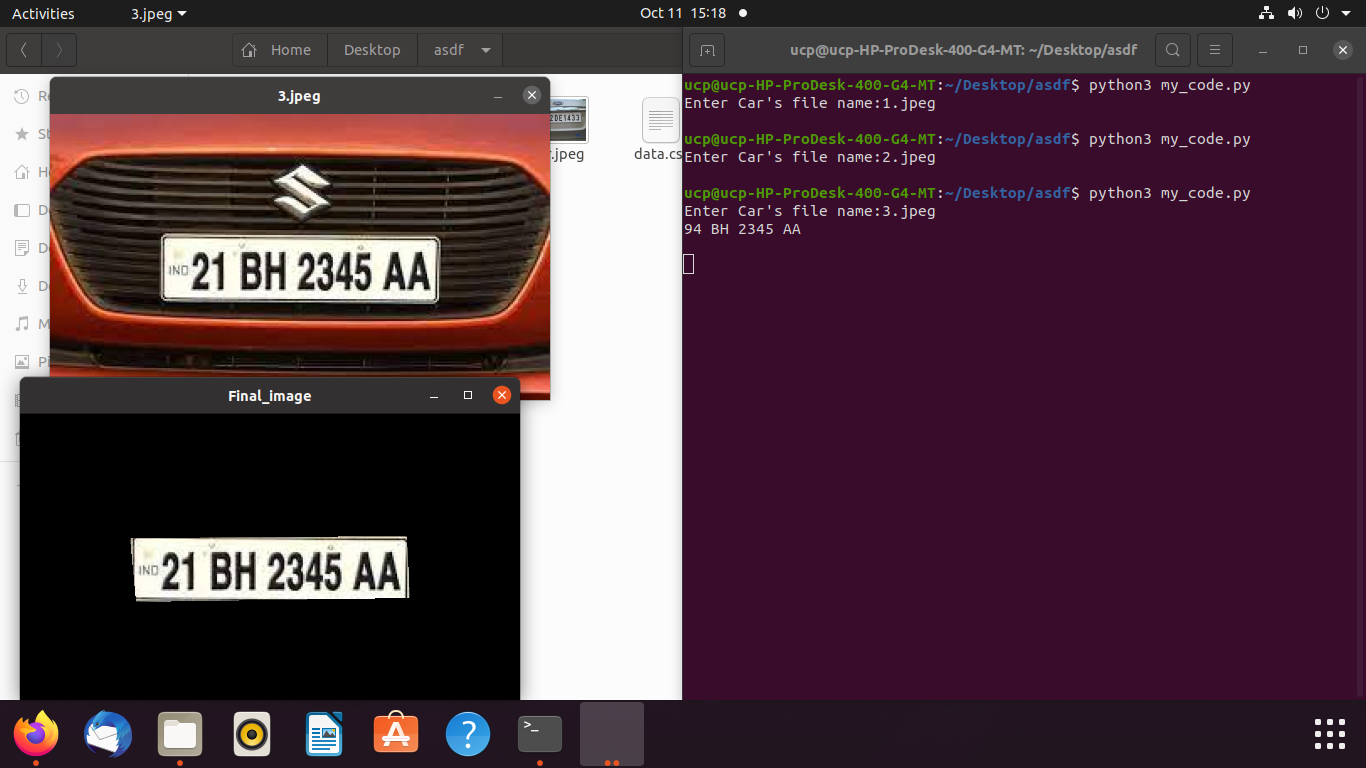 Activities
3.jpeg
Oct 11 15:18
Home
Desktop
asdf
ucp@ucp-HP-ProDesk-400-G4-MT: ~/Desktop/asdf
3.jpeg
IND 21 BH 2345 AA
data.cs
Final_image
IND 21 BH 2345 AA
ucp@ucp-HP-ProDesk-400-G4-MT:~/Desktop/asdf$ python3 my_code.py
Enter Car's file name:1.jpeg
ucp@ucp-HP-ProDesk-400-G4-MT:~/Desktop/asdf$ python3 my_code.py
Enter Car's file name:2.jpeg
ucp@ucp-HP-ProDesk-400-G4-MT:~/Desktop/asdf$ python3 my_code.py
Enter Car's file name:3.jpeg
94 BH 2345 AA
>_
?